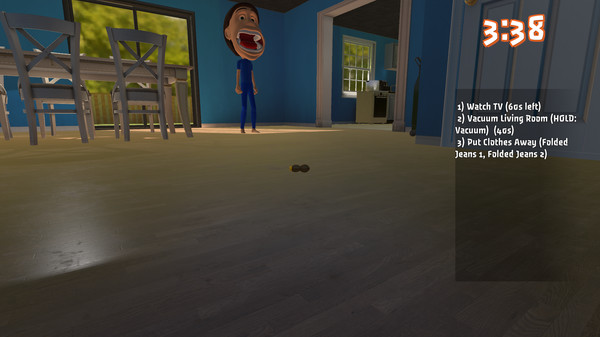 3:38
1) Watch TV (60s left)
2) Vacuum Living Room (HOLD:
Vacuum) (40s)
3) Put Clothes Away (Folded
Jeans 1, Folded Jeans 2)